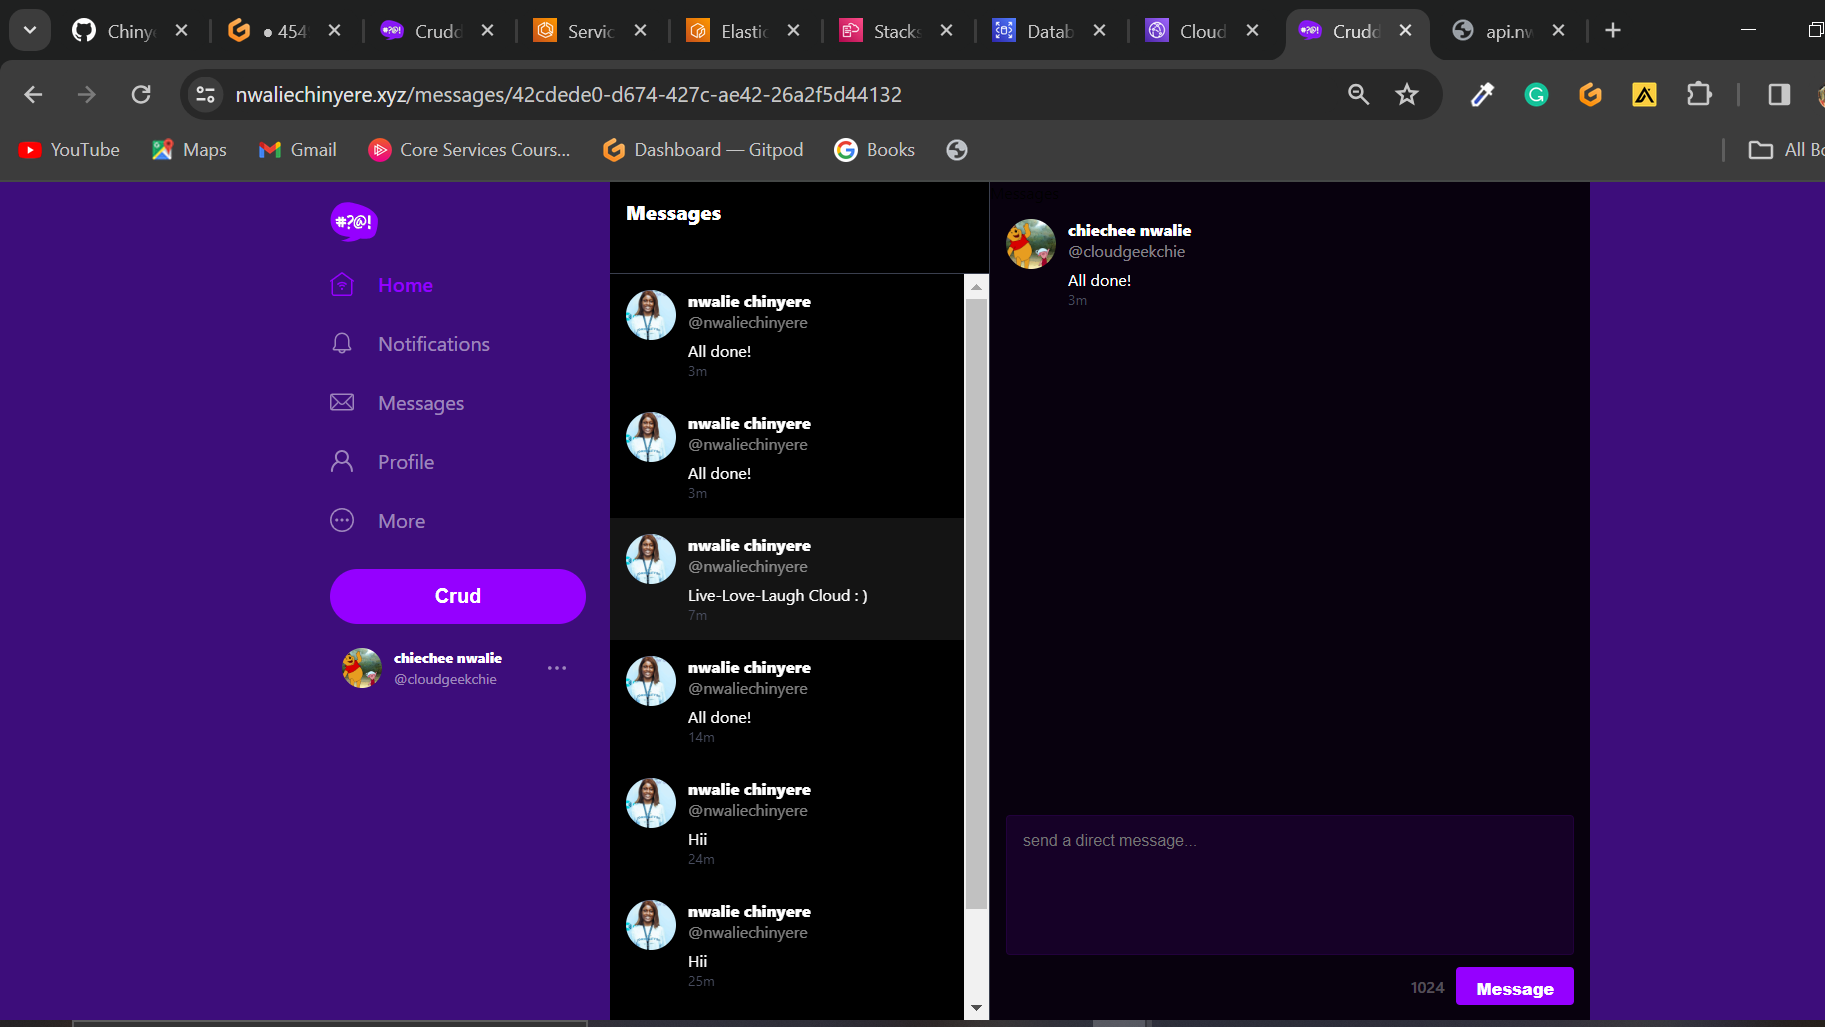 Chiny
● 454
Crudd
Servic
Elastic
Stacks
Datab
Cloud
Crudd
api.nw
nwaliechinyere.xyz/messages/42cdede0-d674-427c-ae42-26a2f5d44132
YouTube
Maps
Gmail
Core Services Cours...
Dashboard — Gitpod
Books
All Bo
#?@!
Home
Notifications
Messages
Profile
More
Crud
chiechee nwalie
@cloudgeekchie
Messages
nwalie chinyere
@nwaliechinyere
All done!
3m
nwalie chinyere
@nwaliechinyere
All done!
3m
nwalie chinyere
@nwaliechinyere
Live-Love-Laugh Cloud : )
7m
nwalie chinyere
@nwaliechinyere
All done!
14m
nwalie chinyere
@nwaliechinyere
Hii
24m
nwalie chinyere
@nwaliechinyere
Hii
25m
Messages
chiechee nwalie
@cloudgeekchie
All done!
3m
send a direct message...
1024
Message